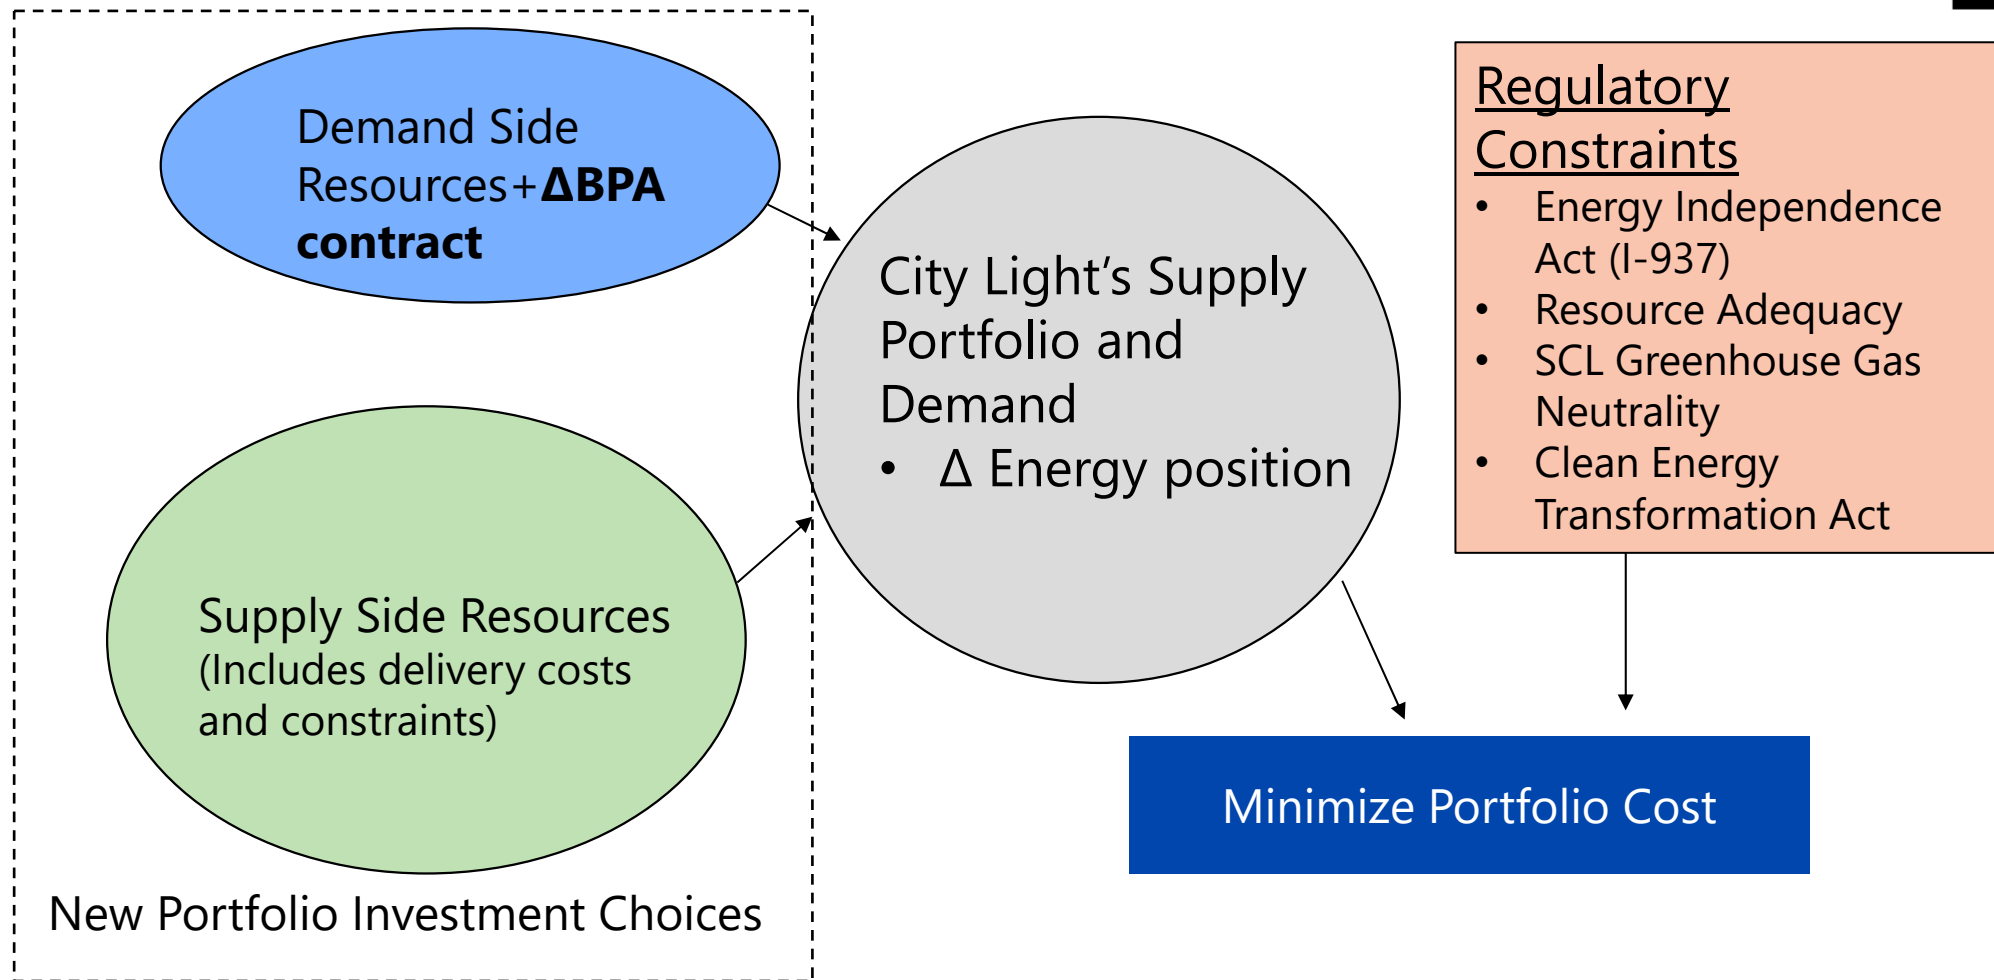 Demand Side
Resources+ΔBPA
contract
Supply Side Resources
(Includes delivery costs
and constraints)
New Portfolio Investment Choices
City Light’s Supply
Portfolio and
Demand
• Δ Energy position
Regulatory
Constraints
• Energy Independence
Act (I-937)
• Resource Adequacy
• SCL Greenhouse Gas
Neutrality
• Clean Energy
Transformation Act
Minimize Portfolio Cost